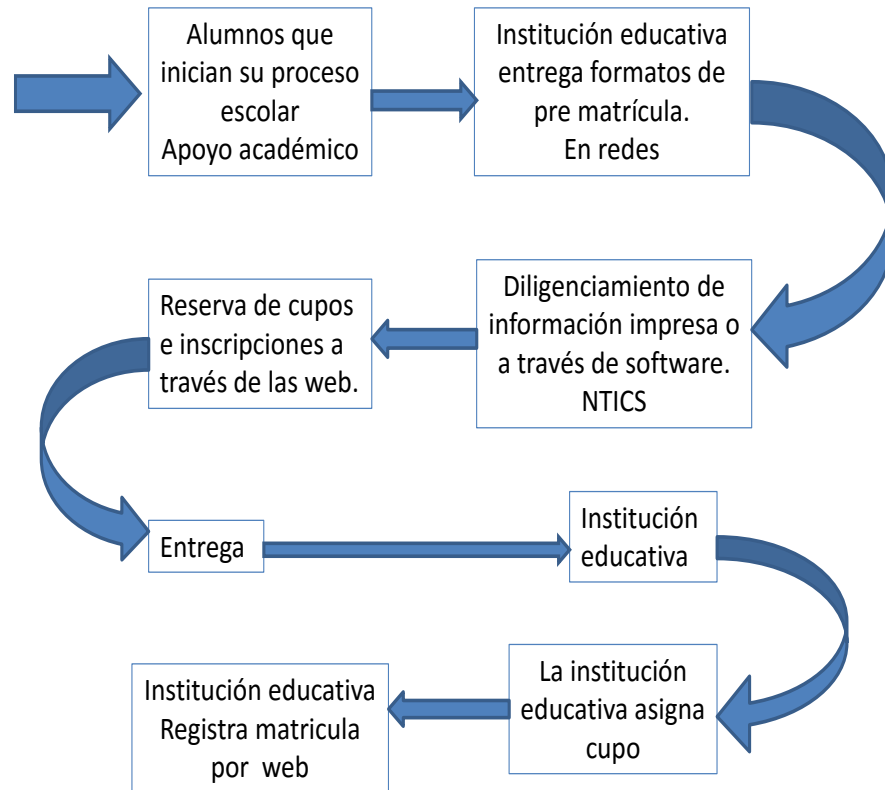 Alumnos que
inician su proceso
escolar
Apoyo académico
Institución educativa
entrega formatos de
pre matrícula.
En redes
Diligenciamiento de
información impresa o
a través de software.
NTICS
Reserva de cupos
e inscripciones a
través de las web.
Entrega
Institución
educativa
La institución
educativa asigna
cupo
Institución educativa
Registra matricula
por web